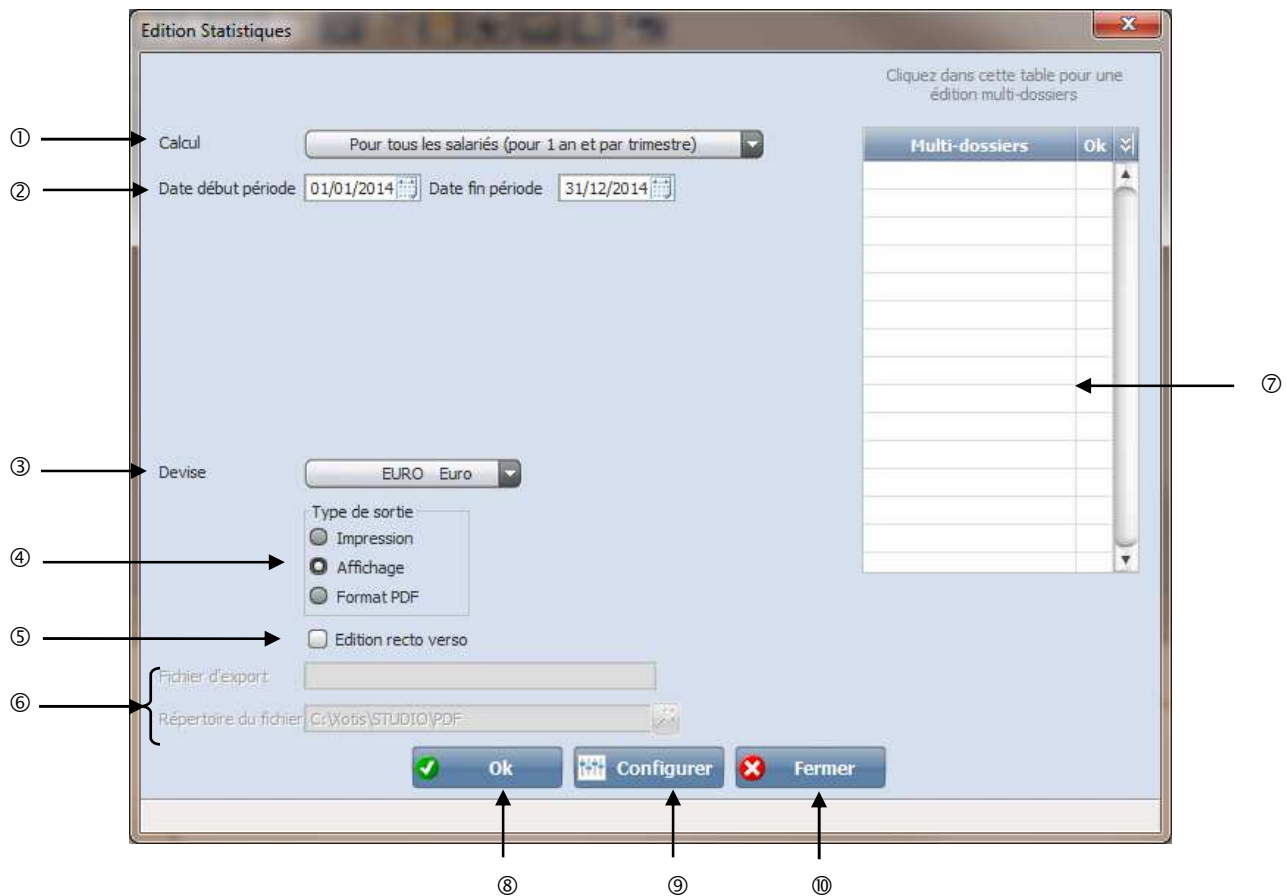 Edition Statistiques
Cliquez dans cette table pour une
édition multi-dossiers
① Calcul Pour tous les salariés (pour 1 an et par trimestre) Multi-dossiers Ok
② Date début période 01/01/2014 Date fin période 31/12/2014
⑦
③ Devise EURO Euro
Type de sortie
Impression
④ Affichage
Format PDF
⑤ Edition recto verso
Fichier d'export
⑥ Répertoire du fichier C:\Xotis\STUDIO\PDF
Ok Configurer Fermer
⑧ ⑨ ⑩